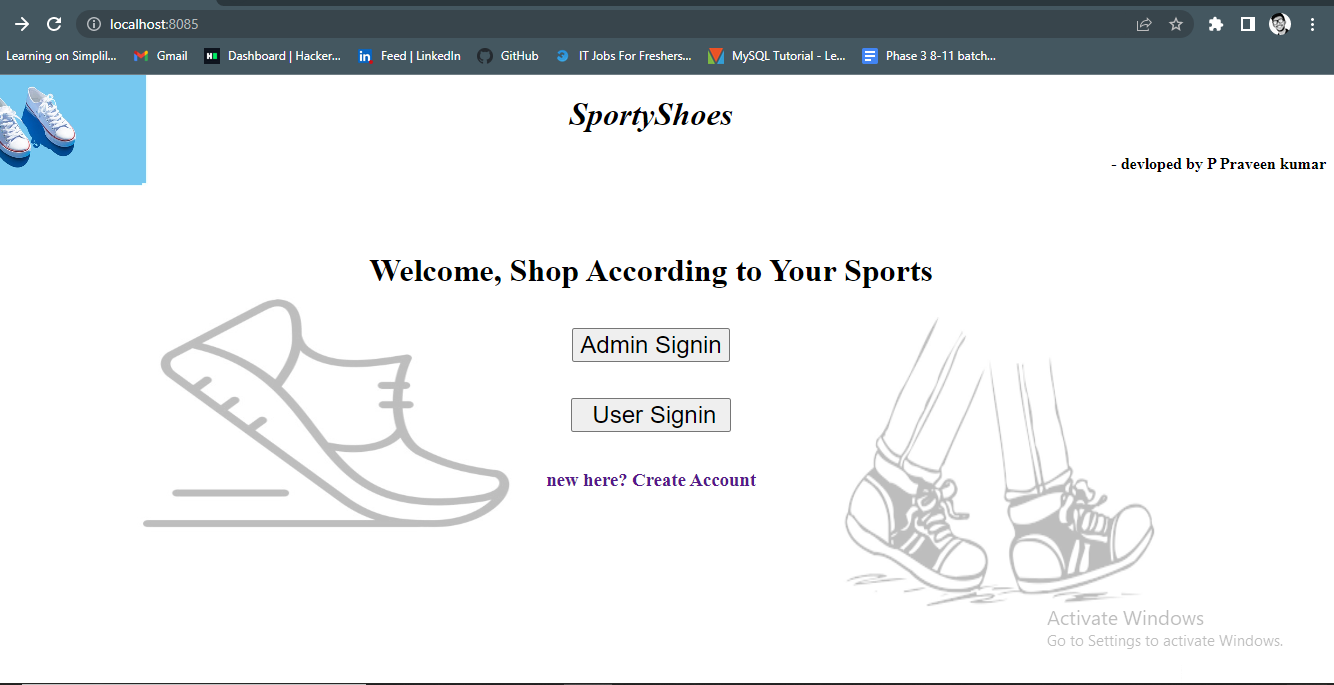 localhost:8085
Learning on Simplil... Gmail Dashboard | Hacker... Feed | LinkedIn GitHub IT Jobs For Freshers... MySQL Tutorial - Le... Phase 3 8-11 batch...
SportyShoes
- devloped by P Praveen kumar
Welcome, Shop According to Your Sports
Admin Signin
User Signin
new here? Create Account
Activate Windows
Go to Settings to activate Windows.